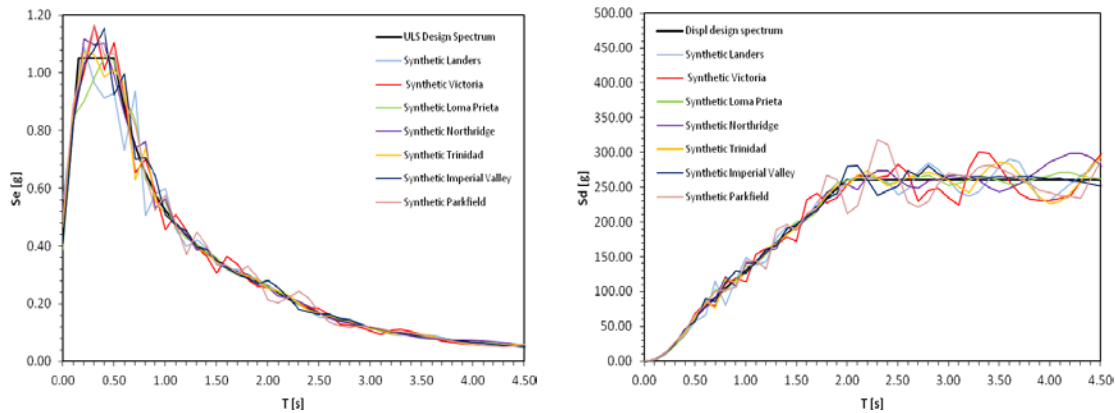 1.20
1.00
0.80
0.60
0.40
0.20
0.00
Se [g]
0.00 0.50 1.00 1.50 2.00 2.50 3.00 3.50 4.00 4.50
T [s]
ULS Design Spectrum
Synthetic Landers
Synthetic Victoria
Synthetic Loma Prieta
Synthetic Northridge
Synthetic Trinidad
Synthetic Imperial Valley
Synthetic Parkfield
500.00
450.00
400.00
350.00
300.00
250.00
200.00
150.00
100.00
50.00
0.00
Sd [g]
0.00 0.50 1.00 1.50 2.00 2.50 3.00 3.50 4.00 4.50
T [s]
Displ design spectrum
Synthetic Landers
Synthetic Victoria
Synthetic Loma Prieta
Synthetic Northridge
Synthetic Trinidad
Synthetic Imperial Valley
Synthetic Parkfield